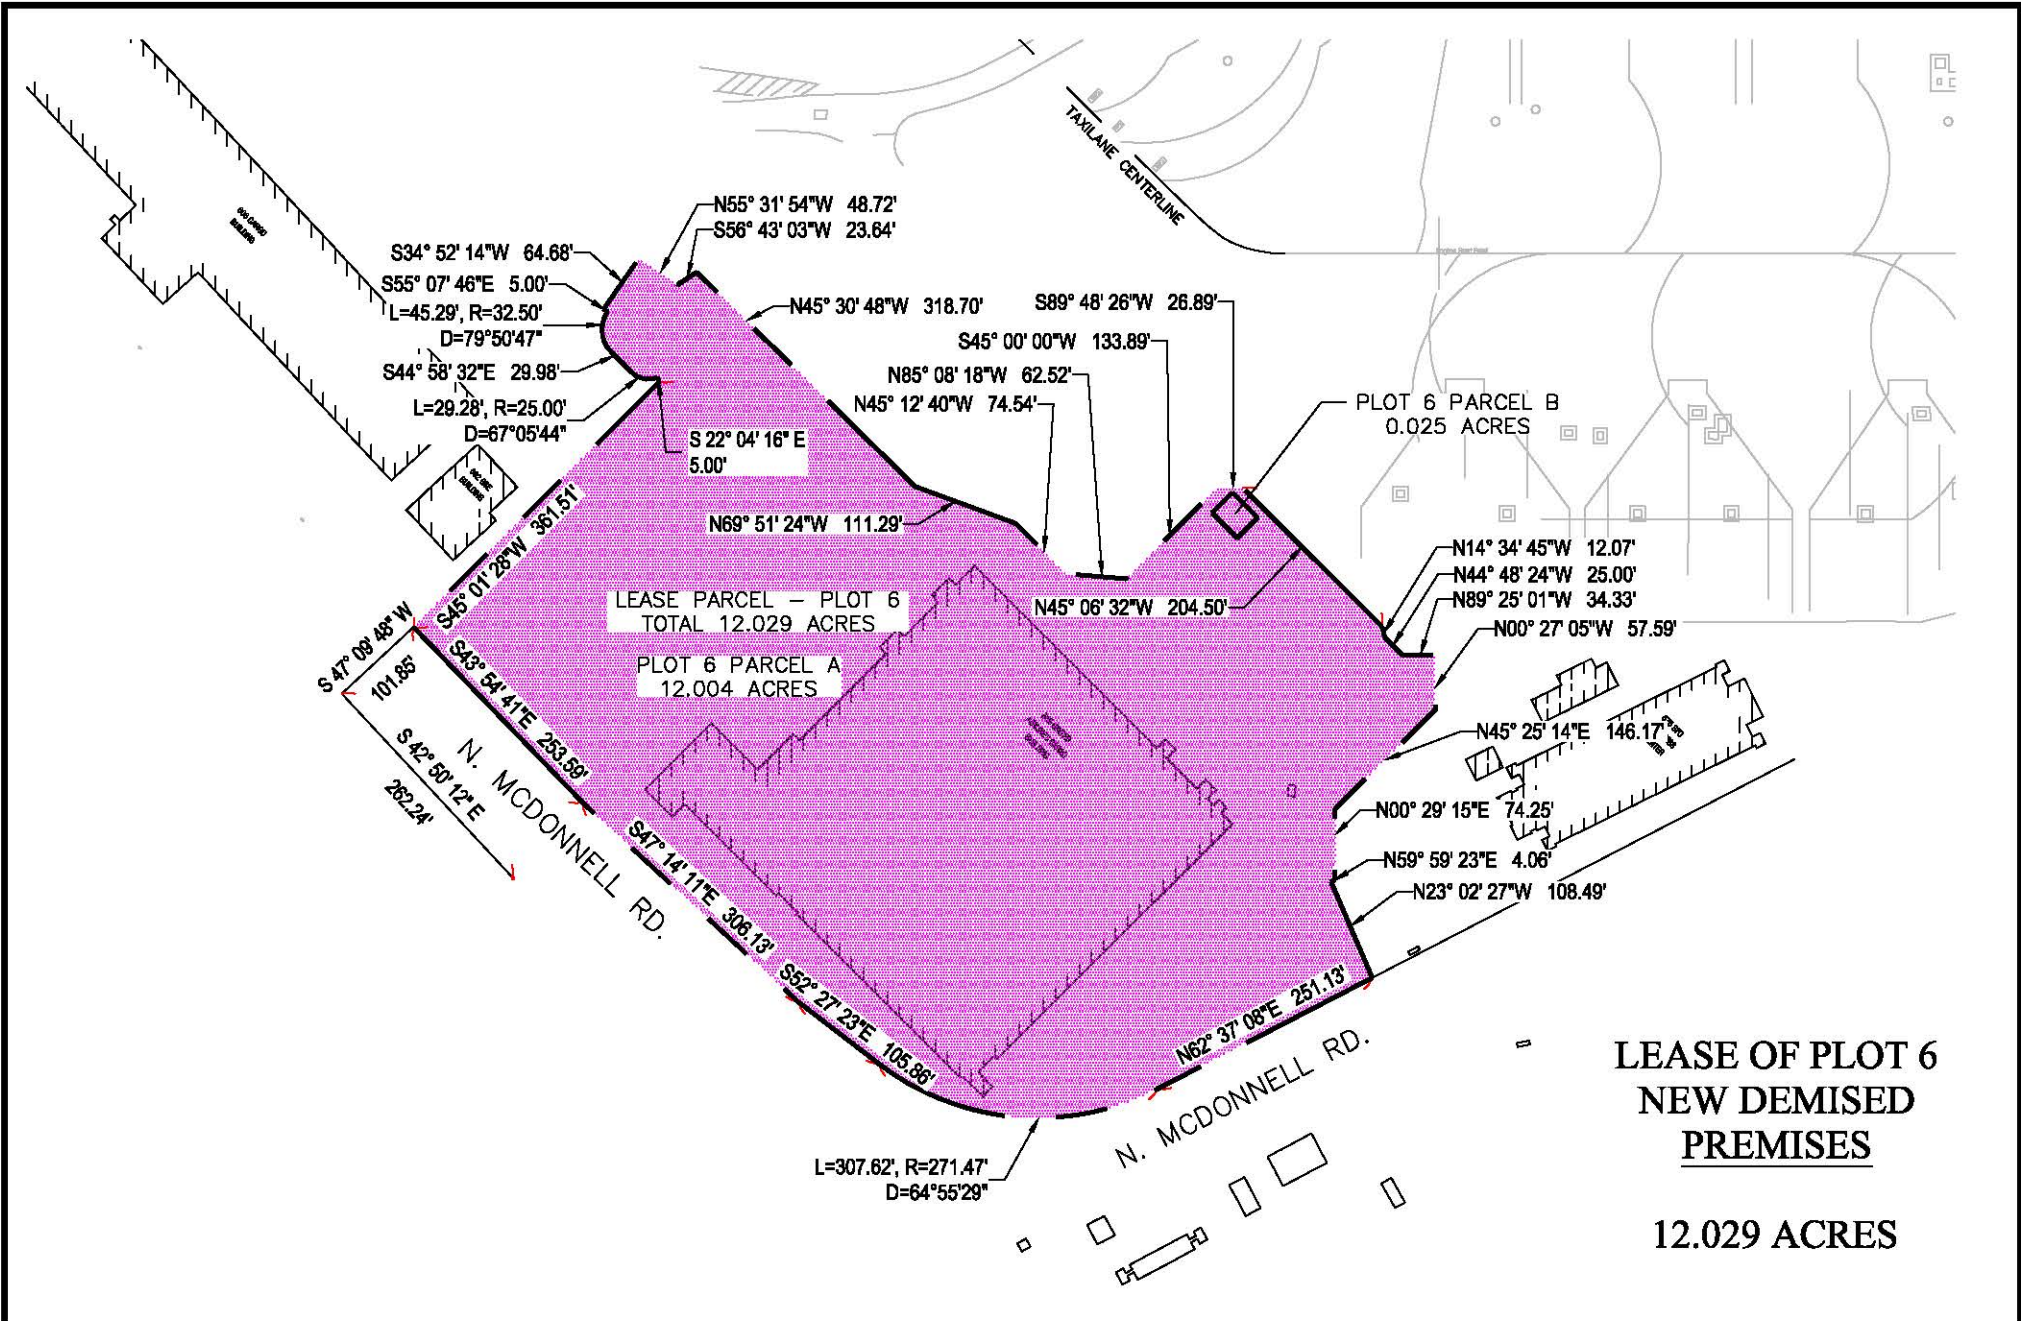 TAXILANE CENTERLINE
N55° 31' 54"W 48.72'
S56° 43' 03"W 23.64'
S34° 52' 14"W 64.68'
S55° 07' 46"E 5.00'
L=45.29', R=32.50'
D=79°50'47"
S44° 58' 32"E 29.98'
L=29.28', R=25.00'
D=67°05'44"
S 22° 04' 16" E
5.00'
N45° 30' 48"W 318.70'
S89° 48' 26"W 26.89'
S45° 00' 00"W 133.89'
N85° 08' 18"W 62.52'
N45° 12' 40"W 74.54'
PLOT 6 PARCEL B
0.025 ACRES
N69° 51' 24"W 111.29'
S45° 01' 28"W 361.51'
LEASE PARCEL – PLOT 6
TOTAL 12.029 ACRES
PLOT 6 PARCEL A
12.004 ACRES
N45° 06' 32"W 204.50'
N14° 34' 45"W 12.07'
N44° 48' 24"W 25.00'
N89° 25' 01"W 34.33'
N00° 27' 05"W 57.59'
N45° 25' 14"E 146.17'
N00° 29' 15"E 74.25'
N59° 59' 23"E 4.06'
N23° 02' 27"W 108.49'
S 47° 09' 48" W
101.85'
S 42° 50' 12" E
262.24'
S43° 54' 41"E 253.59'
N. MCDONNELL RD.
S47° 14' 11"E 306.13'
S52° 27' 23"E 105.86'
N62° 37' 08"E 251.13'
N. MCDONNELL RD.
L=307.62', R=271.47'
D=64°55'29"
LEASE OF PLOT 6
NEW DEMISED
PREMISES
12.029 ACRES